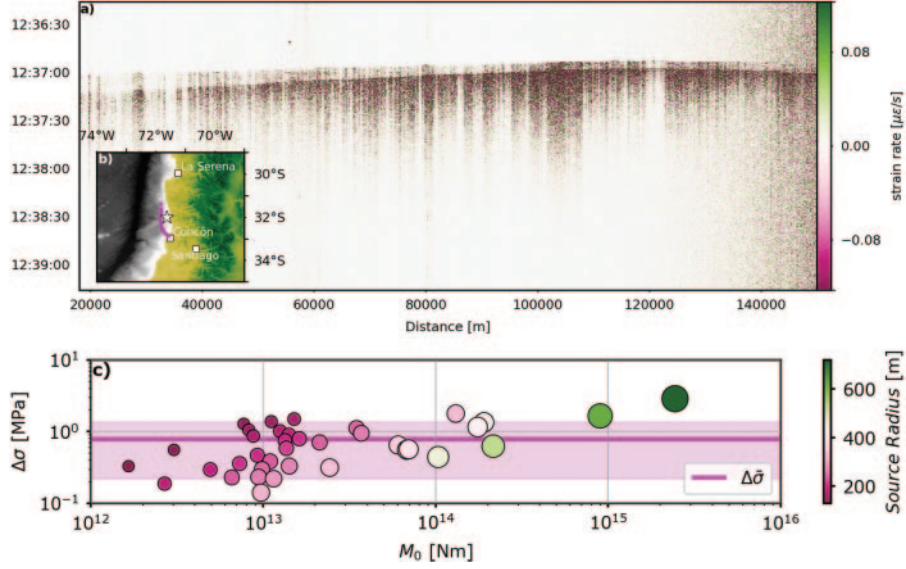 a)
12:36:30
12:37:00
12:37:30
12:38:00
12:38:30
12:39:00
0.08
0.00
−0.08
strain rate [με/s]
74°W 72°W 70°W
b)
La Serena
Concón
Santiago
30°S
32°S
34°S
20000 40000 60000 80000 100000 120000 140000
Distance [m]
c)
10¹
10⁰
10⁻¹
Δσ [MPa]
Δσ̄
10¹² 10¹³ 10¹⁴ 10¹⁵ 10¹⁶
M₀ [Nm]
600
400
200
Source Radius [m]